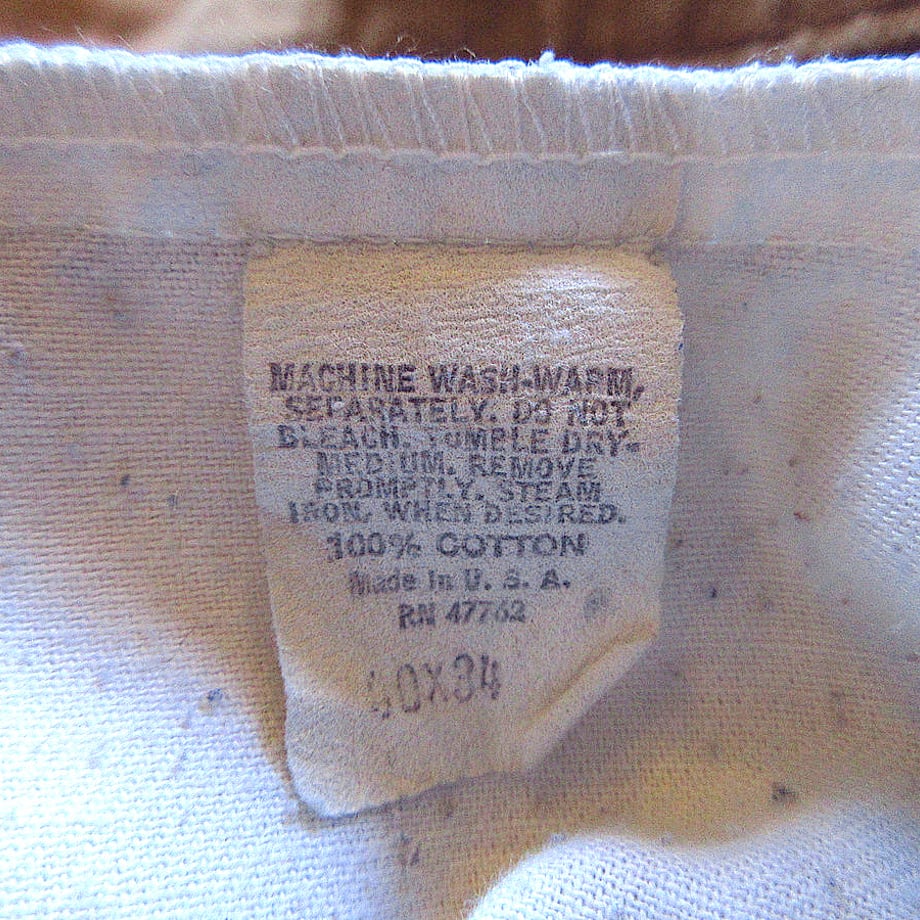 MACHINE WASH-WARM,
SEPARATELY. DO NOT
BLEACH. TUMBLE DRY-
MEDIUM. REMOVE
PROMPTLY. STEAM
IRON, WHEN DESIRED.
100% COTTON
Made in U. S. A.
RN 47762
40X34